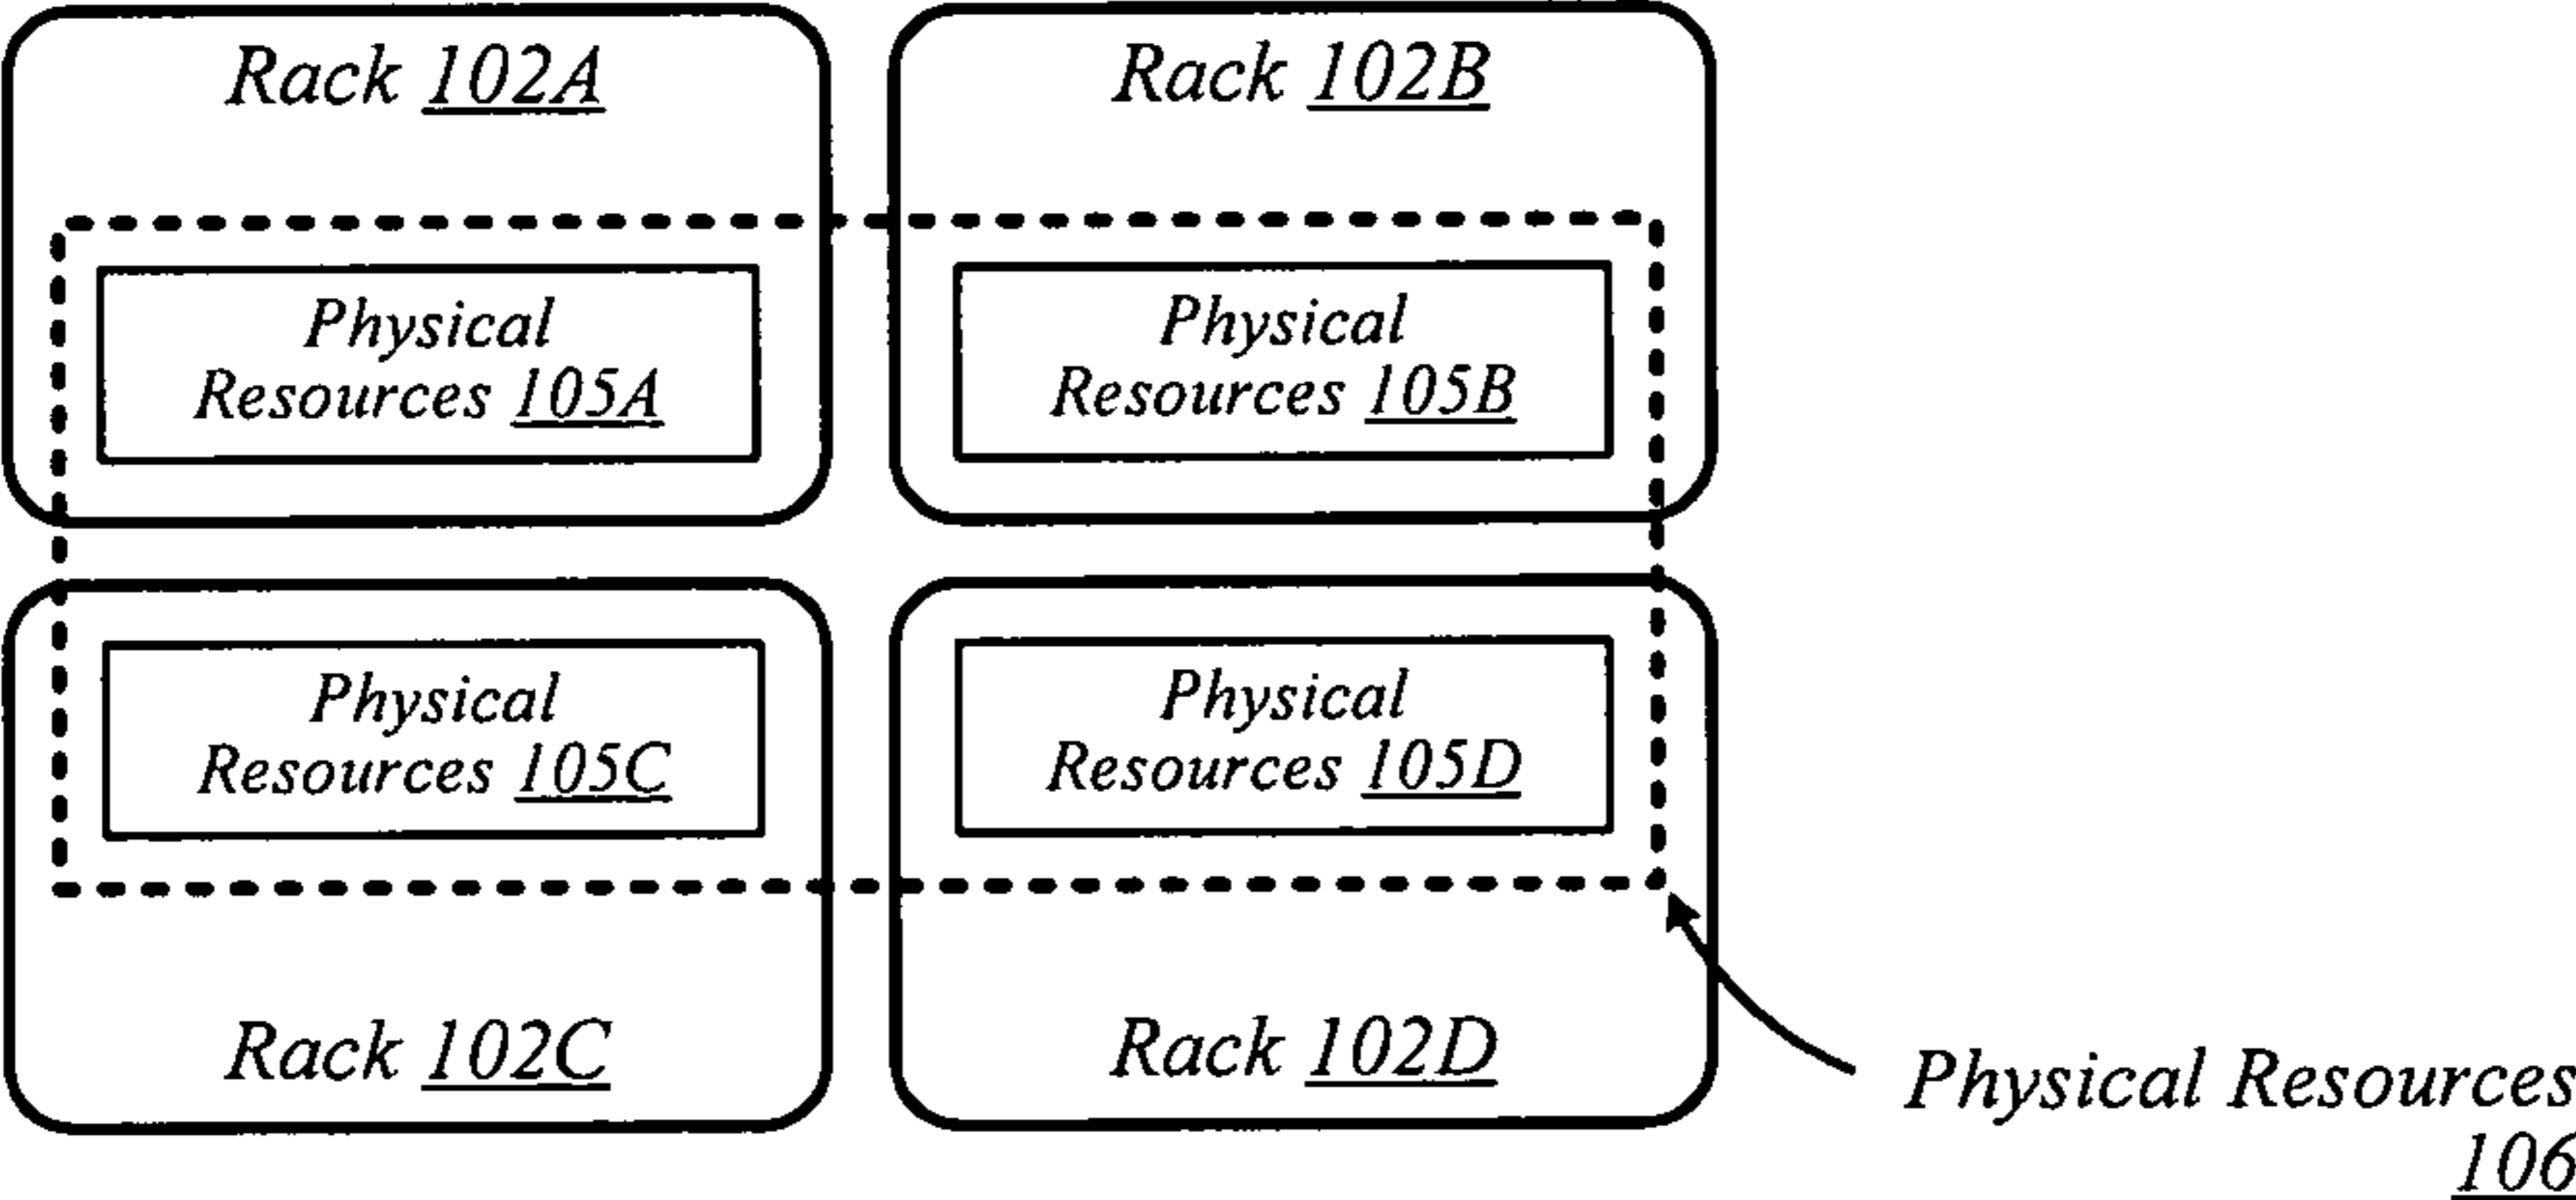 Rack 102A
Rack 102B
Physical
Resources 105A
Physical
Resources 105B
Physical
Resources 105C
Physical
Resources 105D
Rack 102C
Rack 102D
Physical Resources
106